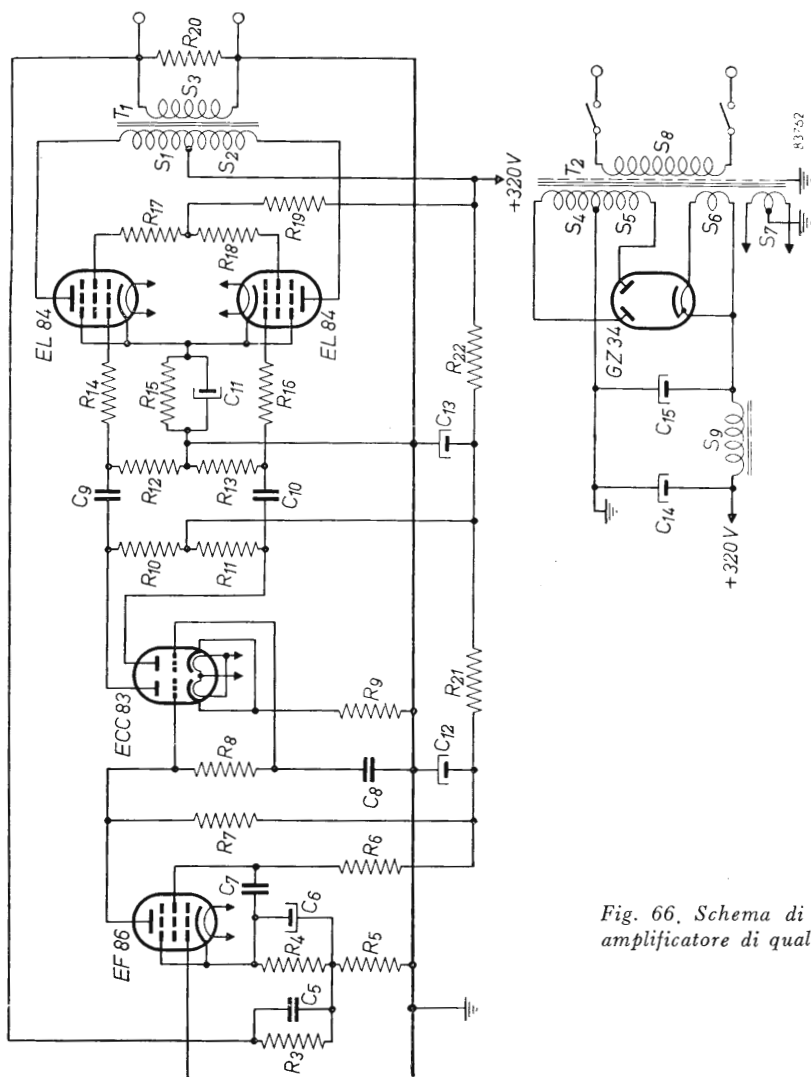 R20
S3
T1
S1
S2
R17
R18
R19
EL 84
EL 84
R14
R15
C11
R16
R22
C9
R12
R13
C10
C13
R10
R11
ECC 83
R9
R21
R8
C8
C12
R7
R6
EF 86
C7
C6
R4
R5
C5
R3
+320V
T2
S8
S4
S5
S6
S7
83762
GZ 34
C15
S9
C14
+320V
Fig. 66. Schema di
amplificatore di qual